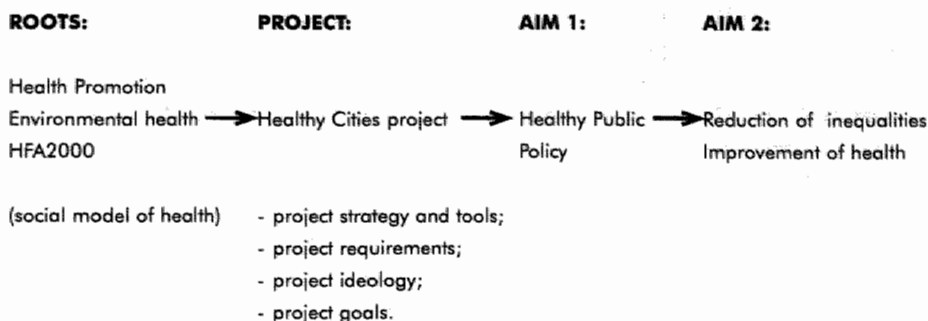 ROOTS: PROJECT: AIM 1: AIM 2:
Health Promotion
Environmental health Healthy Cities project Healthy Public Reduction of inequalities
HFA2000 Policy Improvement of health
(social model of health) - project strategy and tools;
- project requirements;
- project ideology;
- project goals.